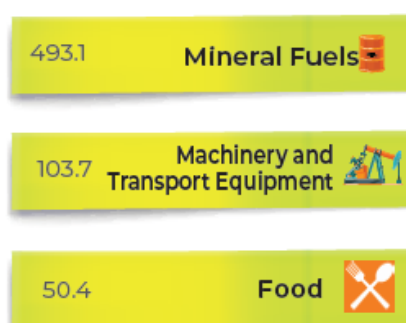 493.1 Mineral Fuels
103.7 Machinery and
Transport Equipment
50.4 Food